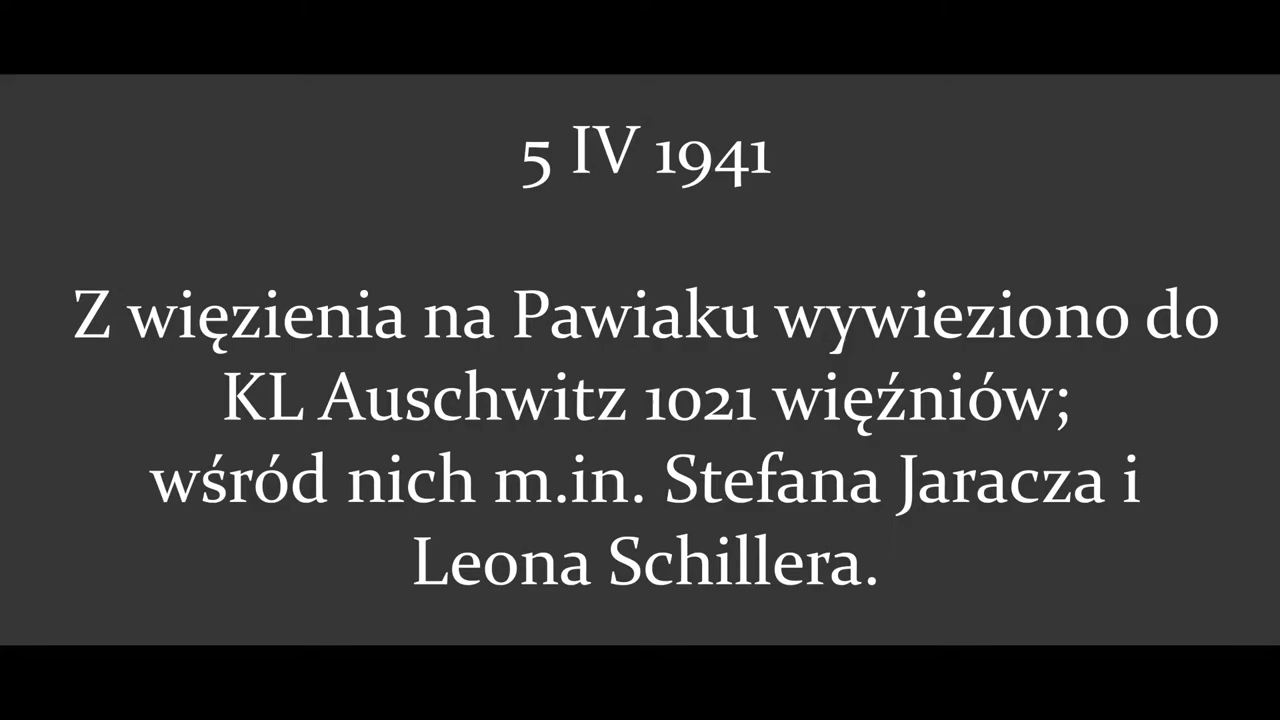 5 IV 1941
Z więzienia na Pawiaku wywieziono do
KL Auschwitz 1021 więźniów;
wśród nich m.in. Stefana Jaracza i
Leona Schillera.